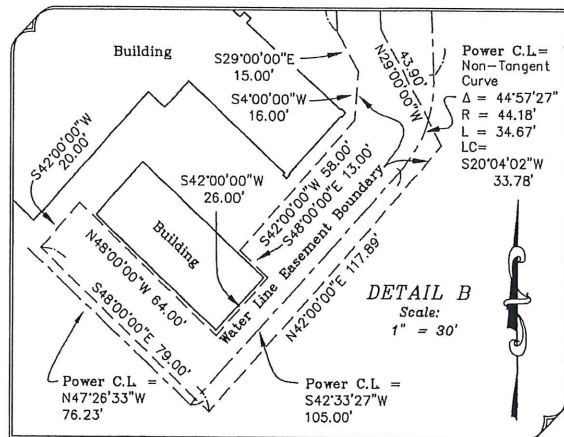 Building
S29°00'00"E
15.00'
S4°00'00"W
16.00'
43.90'
N29°00'00"W
Power C.L=
Non-Tangent
Curve
Δ = 44°57'27"
R = 44.18'
L = 34.67'
LC=
S20°04'02"W
33.78'
S42°00'00"W
20.00'
S42°00'00"W
26.00'
S42°00'00"W 58.00'
S48°00'00"E 13.00'
Building
Water Line Easement Boundary
N42°00'00"E 117.89'
N48°00'00"W 64.00'
S48°00'00"E 79.00'
DETAIL B
Scale:
1" = 30'
Power C.L =
N47°26'33"W
76.23'
Power C.L =
S42°33'27"W
105.00'